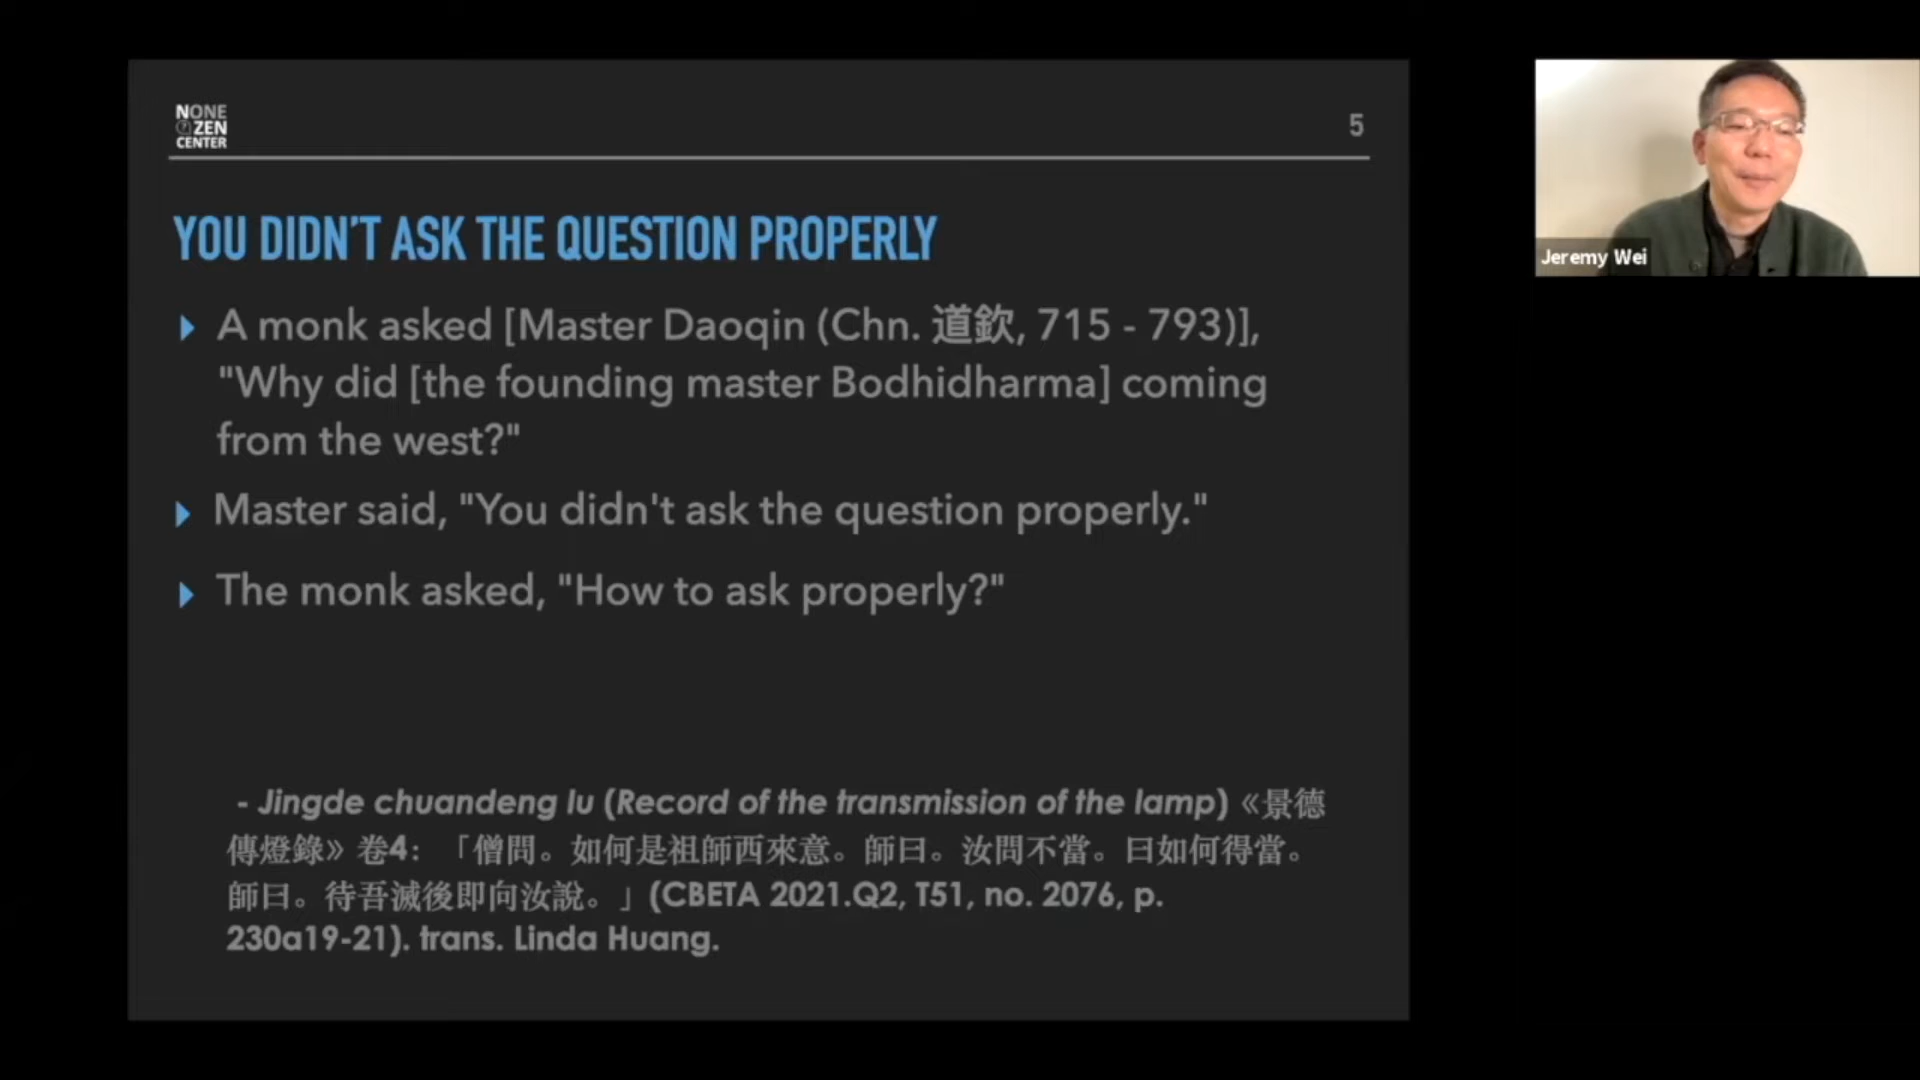 NONE
ZEN
CENTER
5
YOU DIDN'T ASK THE QUESTION PROPERLY
A monk asked [Master Daoqin (Chn. 道欽, 715 - 793)],
"Why did [the founding master Bodhidharma] coming
from the west?"
Master said, "You didn't ask the question properly."
The monk asked, "How to ask properly?"
- Jingde chuandeng lu (Record of the transmission of the lamp)《景德
傳燈錄》卷4：「僧問。如何是祖師西來意。師曰。汝問不當。曰如何得當。
師曰。待吾滅後即向汝說。」(CBETA 2021.Q2, T51, no. 2076, p.
230a19-21). trans. Linda Huang.
Jeremy Wei